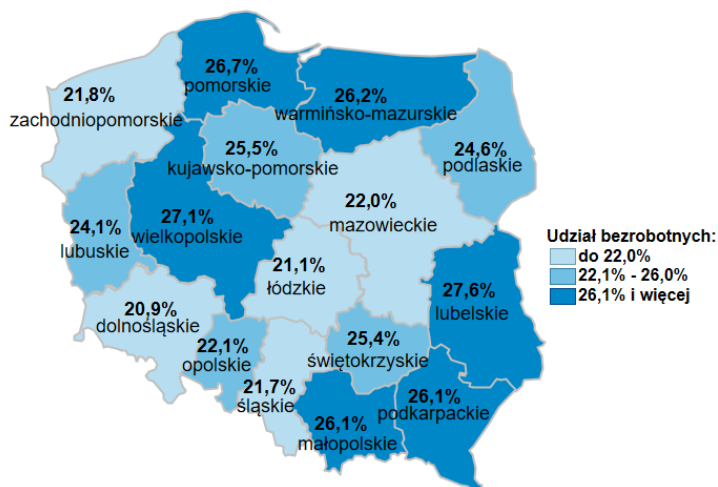 26,7%
pomorskie
21,8%
zachodniopomorskie
26,2%
warmińsko-mazurskie
25,5%
kujawsko-pomorskie
24,6%
podlaskie
24,1%
lubuskie
27,1%
wielkopolskie
22,0%
mazowieckie
21,1%
łódzkie
20,9%
dolnośląskie
27,6%
lubelskie
22,1%
opolskie
25,4%
świętokrzyskie
21,7%
śląskie
26,1%
małopolskie
26,1%
podkarpackie
Udział bezrobotnych:
do 22,0%
22,1% - 26,0%
26,1% i więcej